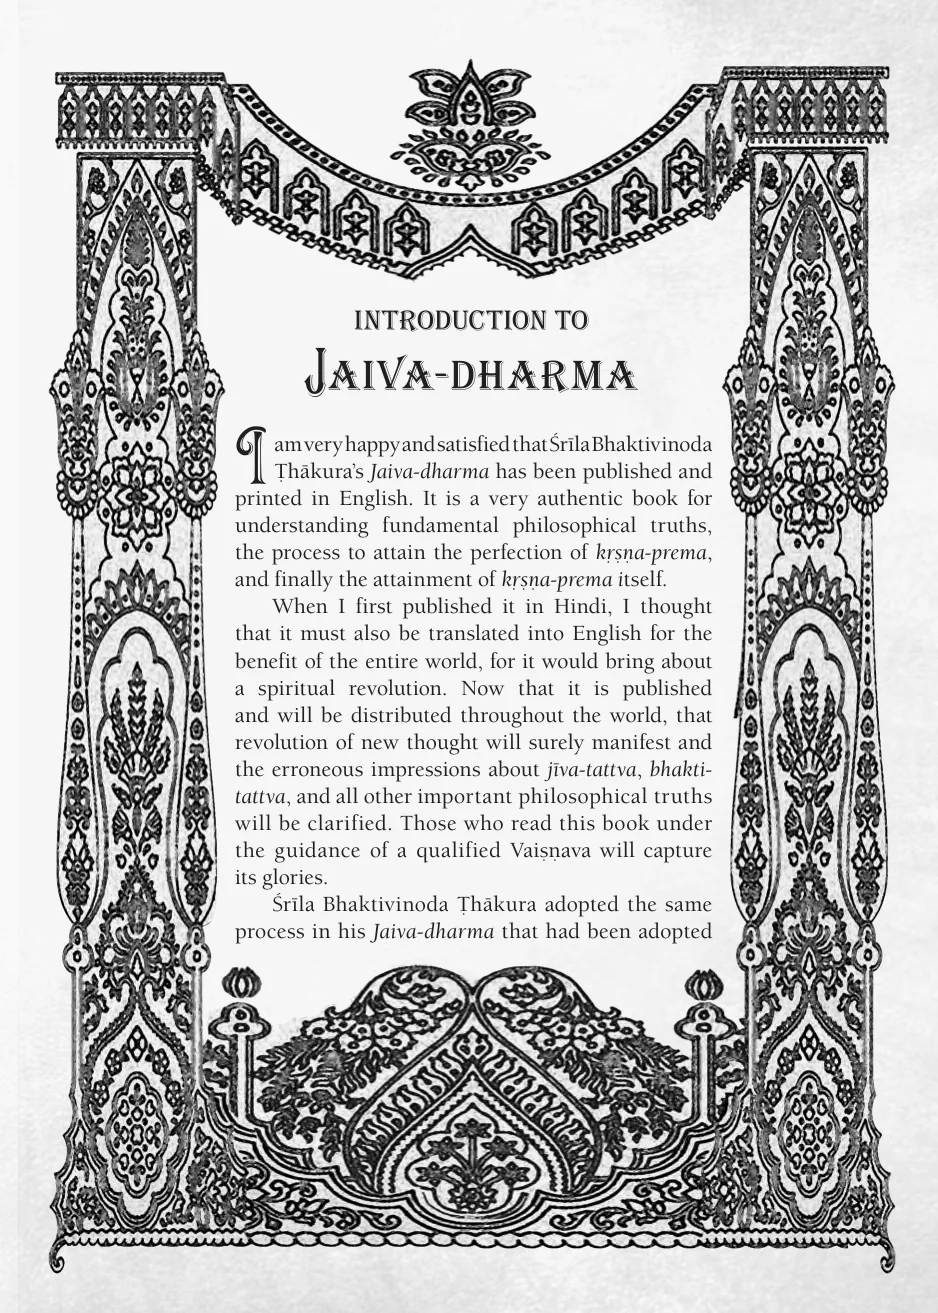 INTRODUCTION TO
JAIVA-DHARMA
I am very happy and satisfied that Śrīla Bhaktivinoda
Ṭhākura's Jaiva-dharma has been published and
printed in English. It is a very authentic book for
understanding fundamental philosophical truths,
the process to attain the perfection of kṛṣṇa-prema,
and finally the attainment of kṛṣṇa-prema itself.
When I first published it in Hindi, I thought
that it must also be translated into English for the
benefit of the entire world, for it would bring about
a spiritual revolution. Now that it is published
and will be distributed throughout the world, that
revolution of new thought will surely manifest and
the erroneous impressions about jīva-tattva, bhakti-
tattva, and all other important philosophical truths
will be clarified. Those who read this book under
the guidance of a qualified Vaiṣṇava will capture
its glories.
Śrīla Bhaktivinoda Ṭhākura adopted the same
process in his Jaiva-dharma that had been adopted